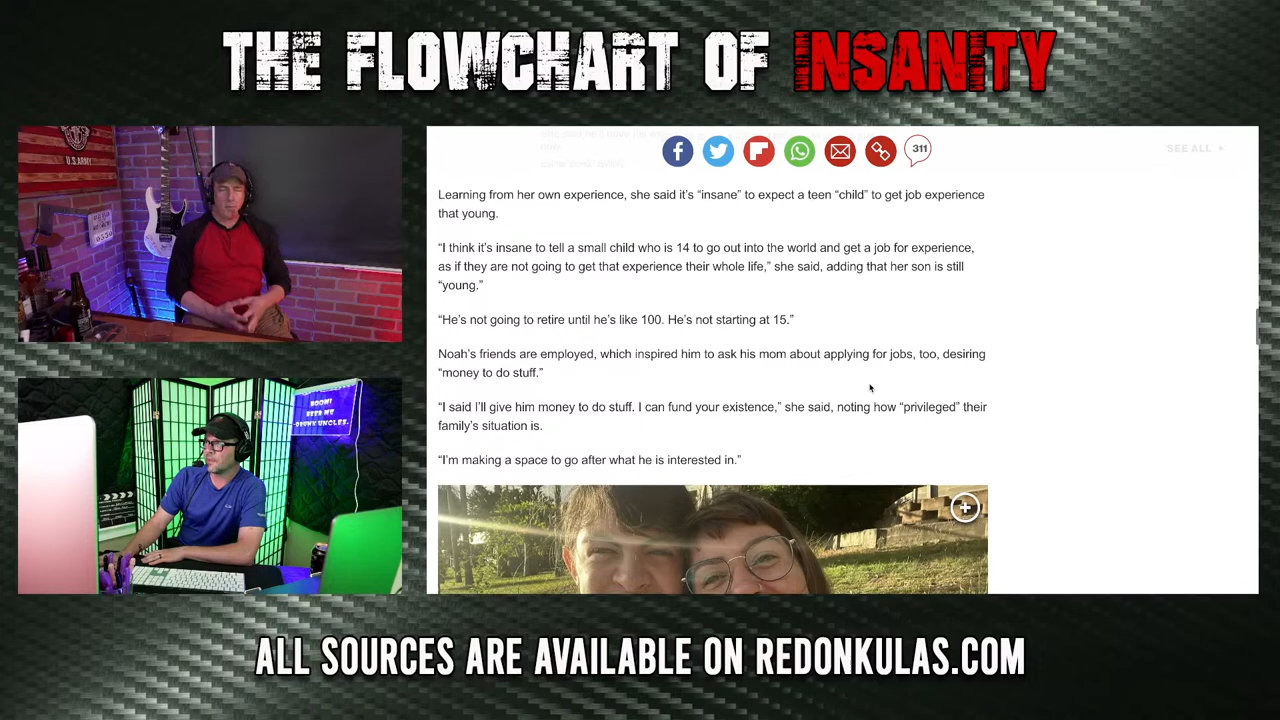 THE FLOWCHART OF INSANITY
U.S. ARMY
BOOM!
BEER ME
DRUNK UNCLES.
311
SEE ALL
Learning from her own experience, she said it's “insane” to expect a teen “child” to get job experience
that young.
“I think it's insane to tell a small child who is 14 to go out into the world and get a job for experience,
as if they are not going to get that experience their whole life,” she said, adding that her son is still
“young.”
“He's not going to retire until he's like 100. He's not starting at 15.”
Noah's friends are employed, which inspired him to ask his mom about applying for jobs, too, desiring
“money to do stuff.”
“I said I'll give him money to do stuff. I can fund your existence,” she said, noting how “privileged” their
family's situation is.
“I'm making a space to go after what he is interested in.”
ALL SOURCES ARE AVAILABLE ON REDONKULAS.COM